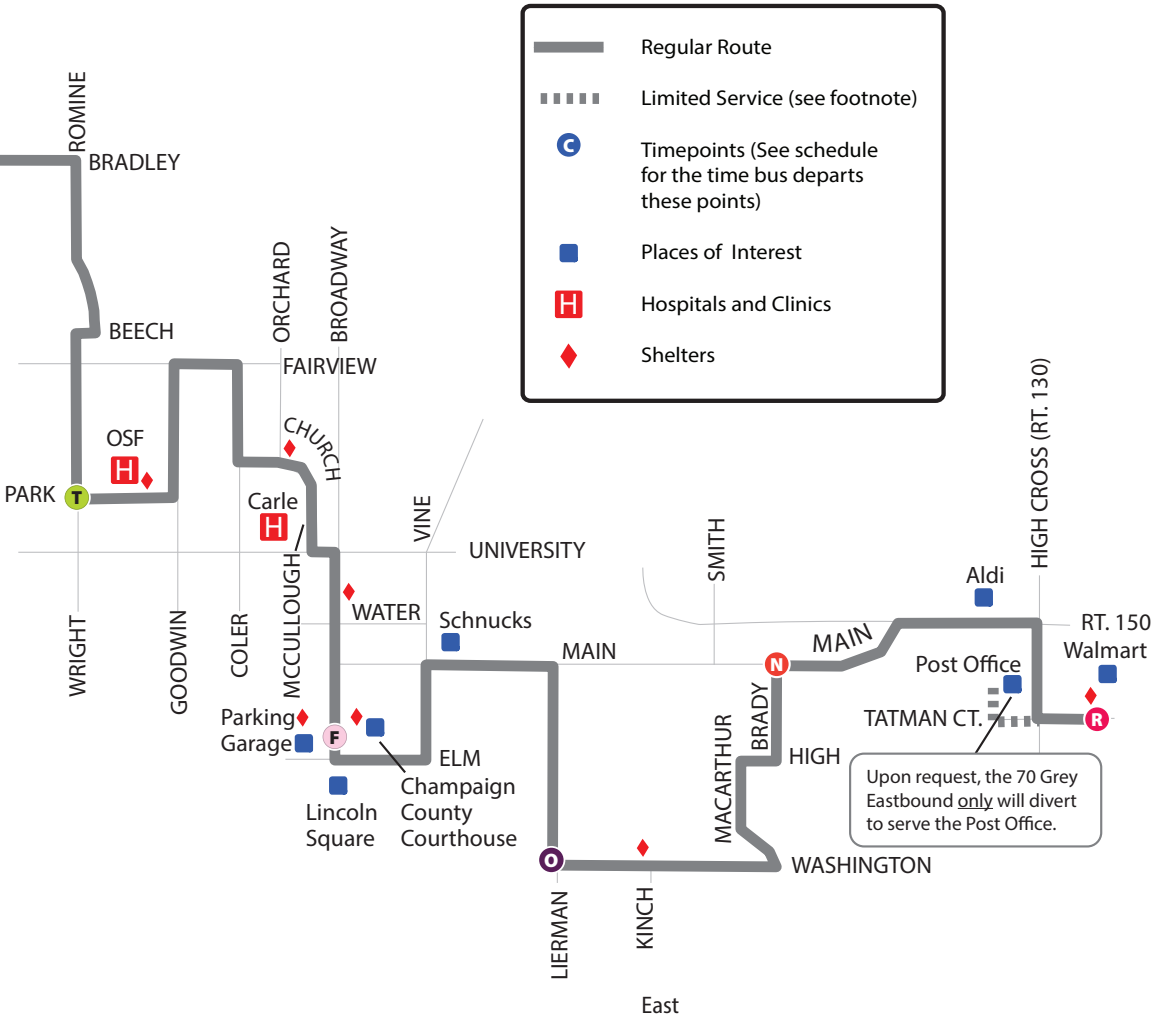 Regular Route
Limited Service (see footnote)
C
Timepoints (See schedule
for the time bus departs
these points)
Places of Interest
H
Hospitals and Clinics
Shelters
ROMINE
BRADLEY
BEECH
ORCHARD
BROADWAY
FAIRVIEW
CHURCH
OSF
H
PARK
T
Carle
H
VINE
UNIVERSITY
SMITH
HIGH CROSS (RT. 130)
WRIGHT
GOODWIN
COLER
MCCULLOUGH
WATER
Schnucks
MAIN
N
MAIN
Aldi
RT. 150
Walmart
Post Office
TATMAN CT.
R
Parking
Garage
F
ELM
Lincoln
Square
Champaign
County
Courthouse
BRADY
MACARTHUR
HIGH
Upon request, the 70 Grey
Eastbound only will divert
to serve the Post Office.
O
WASHINGTON
LIERMAN
KINCH
East